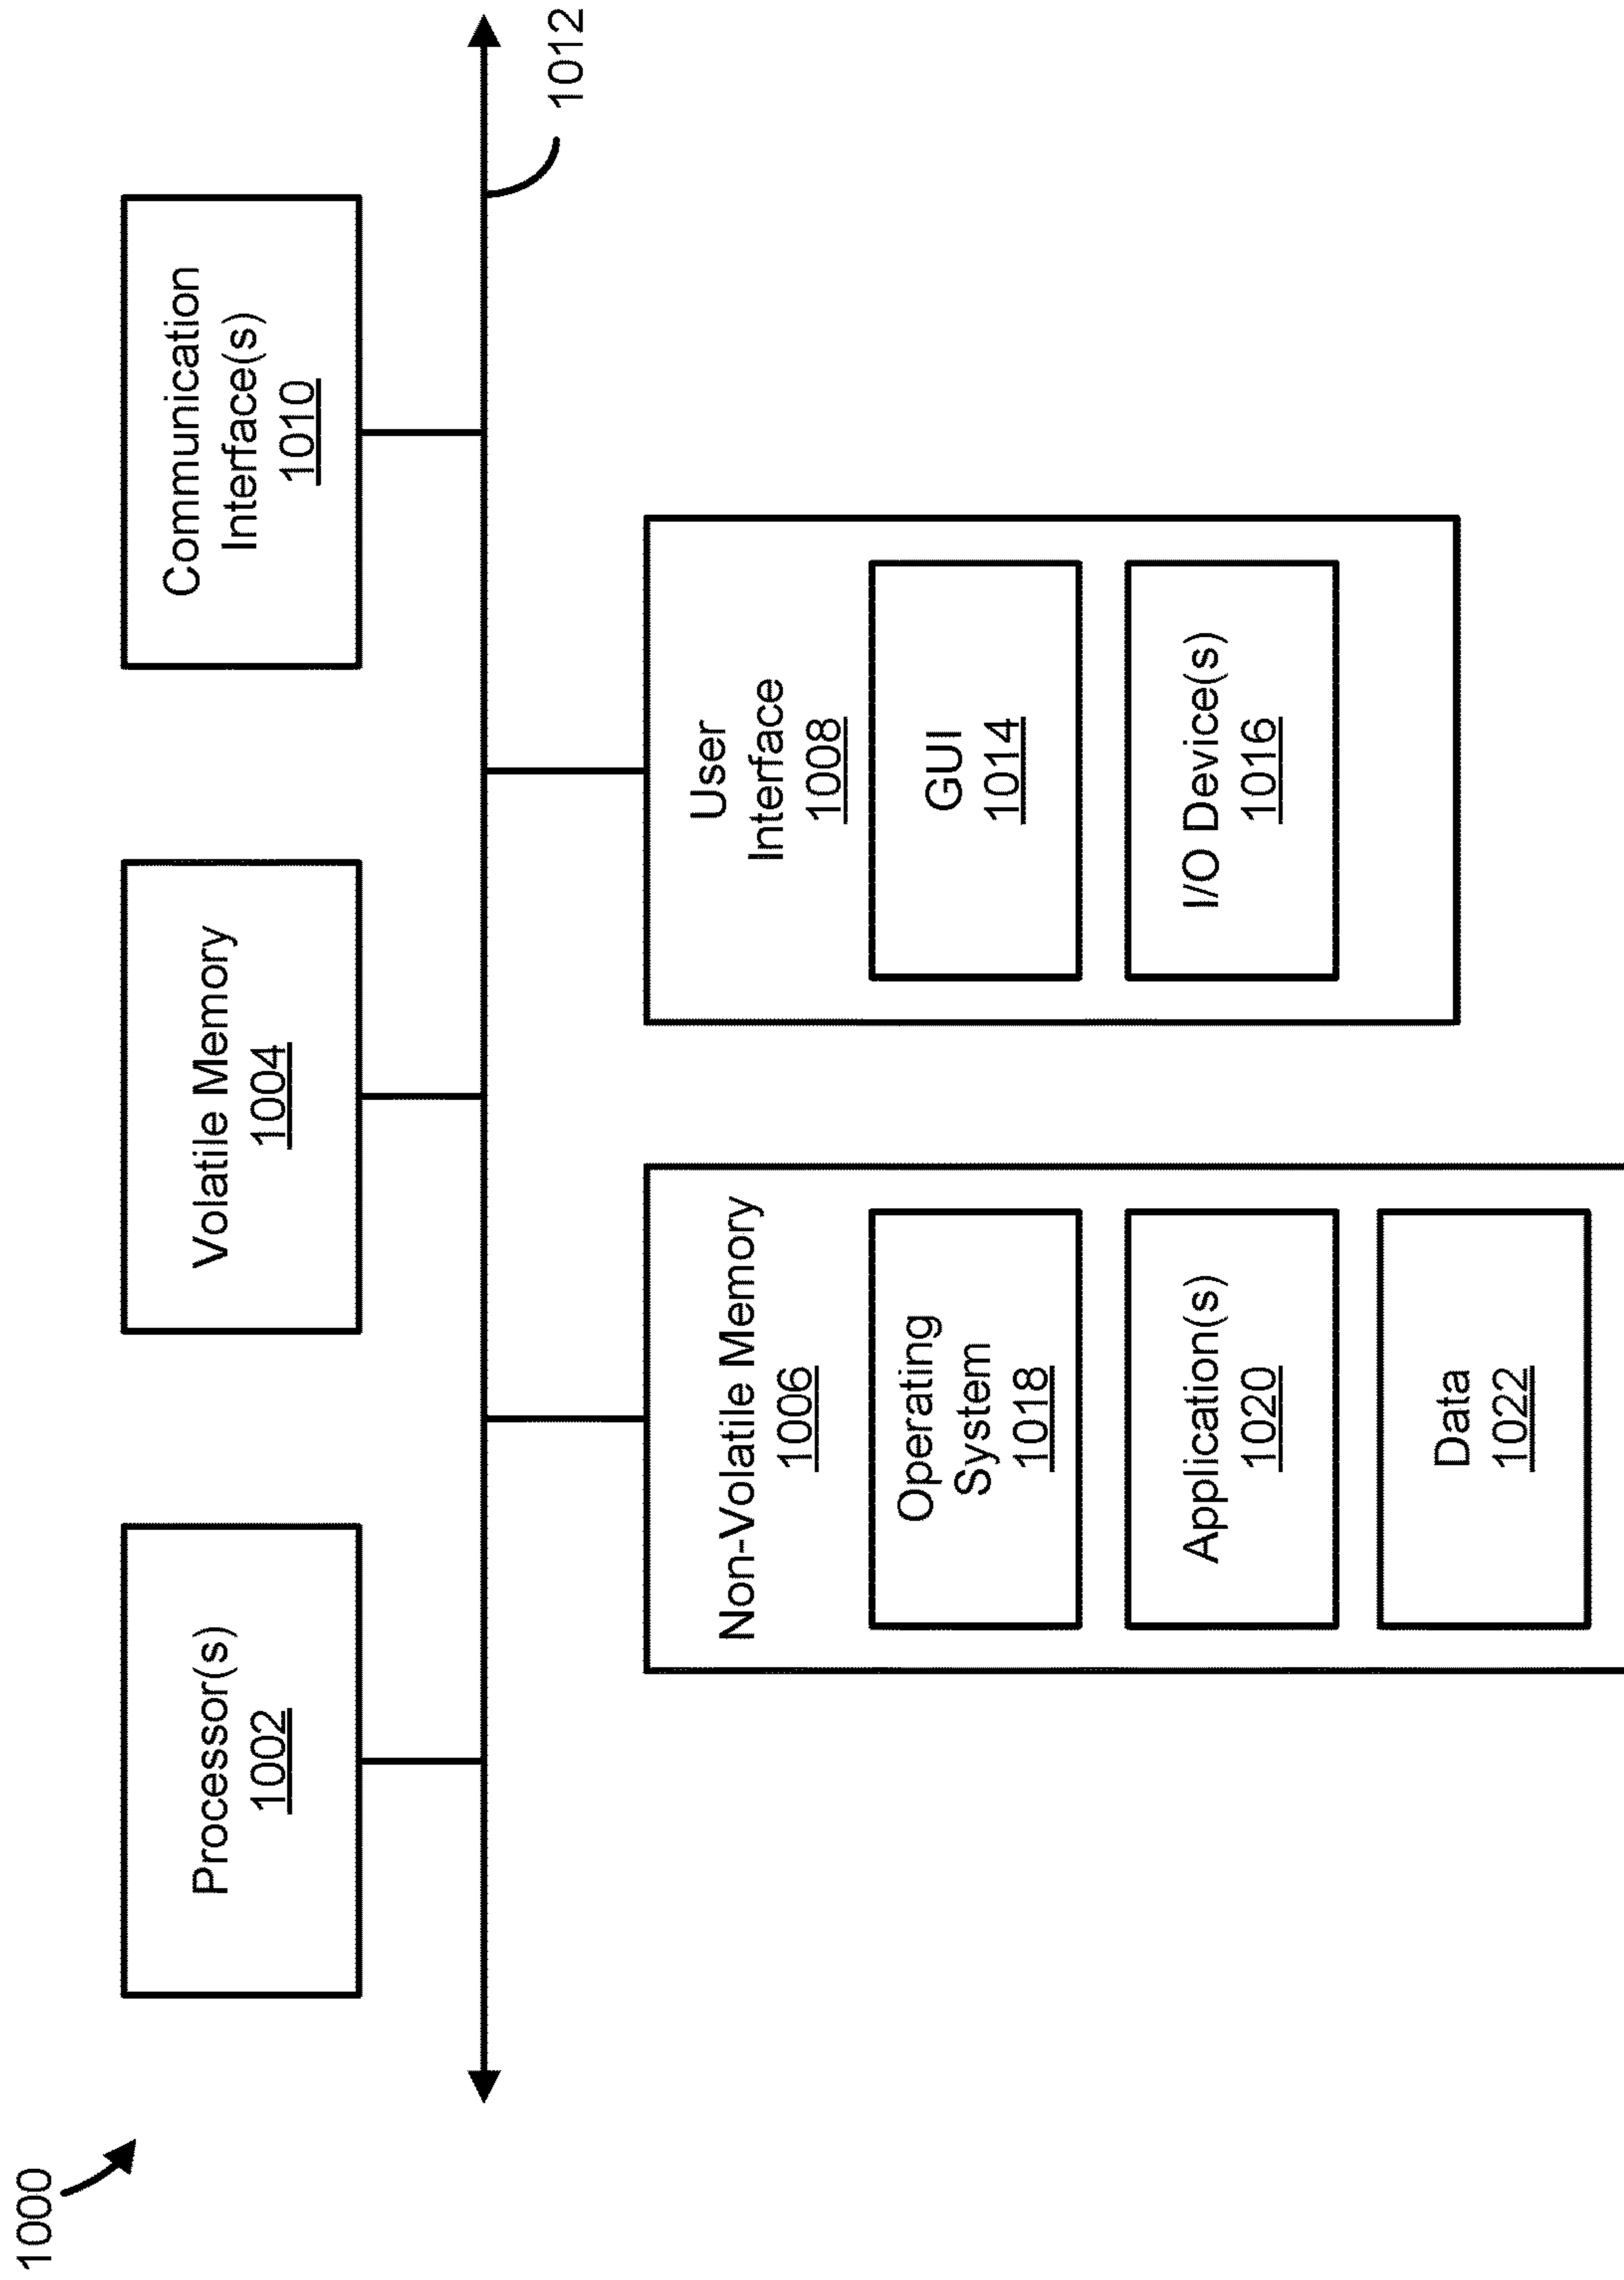 1000
Processor(s)
1002
Volatile Memory
1004
Communication
Interface(s)
1010
1012
Non-Volatile Memory
1006
Operating
System
1018
Application(s)
1020
Data
1022
User
Interface
1008
GUI
1014
I/O Device(s)
1016